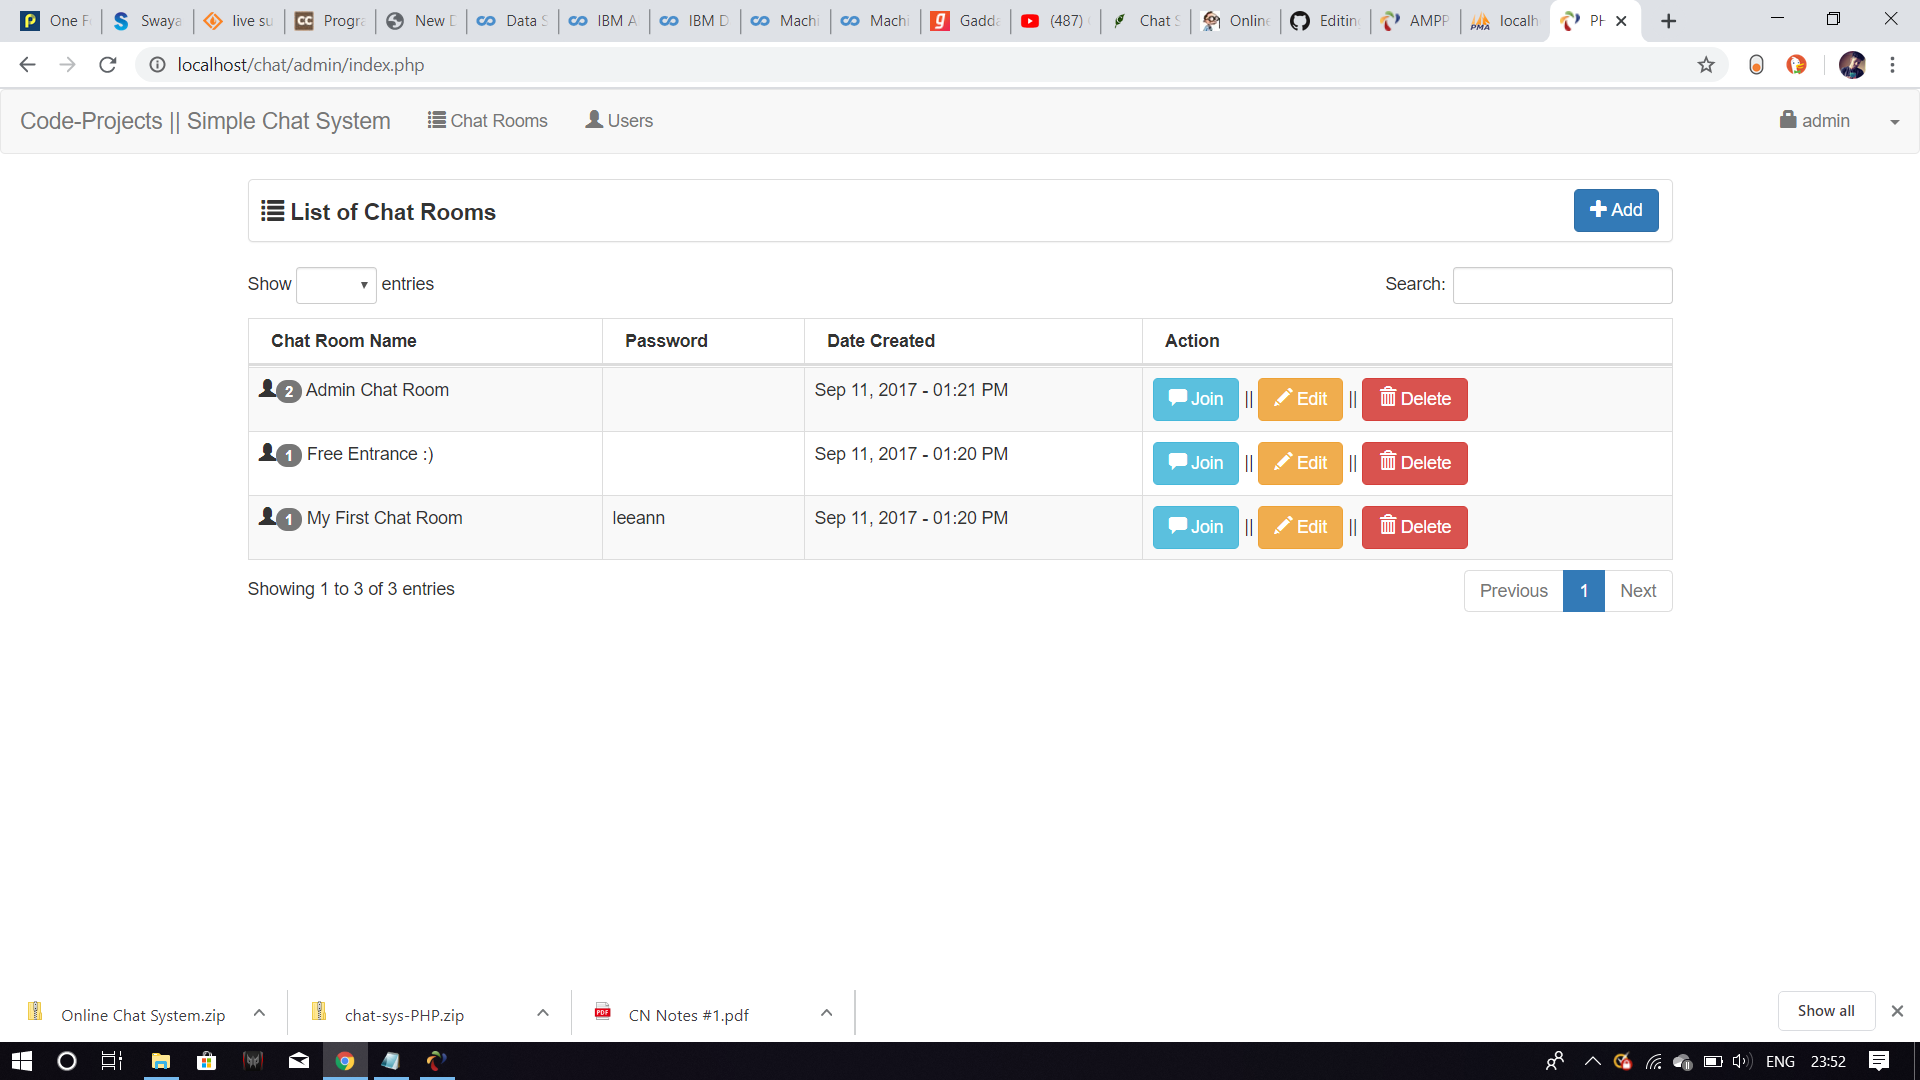 One F
Swaya
live su
Progra
New D
Data S
IBM A
IBM D
Machi
Machi
Gadda
(487)
Chat S
Online
Editing
AMPP
localh
PH
localhost/chat/admin/index.php
Code-Projects || Simple Chat System
Chat Rooms
Users
admin
List of Chat Rooms
Add
Show entries
Search:
Chat Room Name Password Date Created Action
2 Admin Chat Room Sep 11, 2017 - 01:21 PM Join || Edit || Delete
1 Free Entrance :) Sep 11, 2017 - 01:20 PM Join || Edit || Delete
1 My First Chat Room leeann Sep 11, 2017 - 01:20 PM Join || Edit || Delete
Showing 1 to 3 of 3 entries
Previous 1 Next
Online Chat System.zip
chat-sys-PHP.zip
PDF
CN Notes #1.pdf
Show all
ENG 23:52